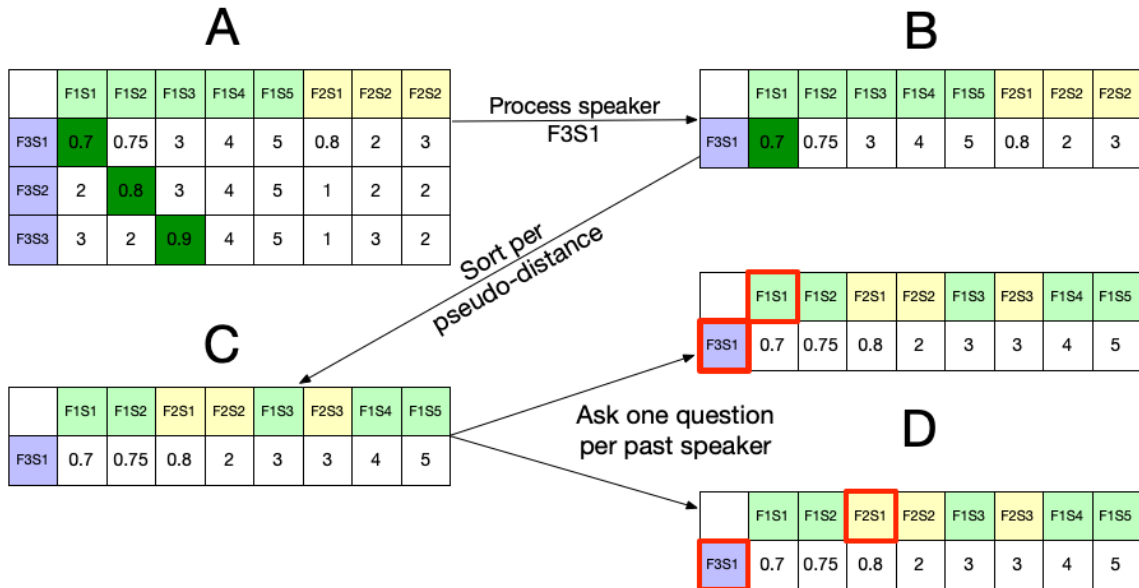 A
F1S1 F1S2 F1S3 F1S4 F1S5 F2S1 F2S2 F2S2
F3S1 0.7 0.75 3 4 5 0.8 2 3
F3S2 2 0.8 3 4 5 1 2 2
F3S3 3 2 0.9 4 5 1 3 2
Process speaker
F3S1
B
F1S1 F1S2 F1S3 F1S4 F1S5 F2S1 F2S2 F2S2
F3S1 0.7 0.75 3 4 5 0.8 2 3
Sort per
pseudo-distance
C
F1S1 F1S2 F2S1 F2S2 F1S3 F2S3 F1S4 F1S5
F3S1 0.7 0.75 0.8 2 3 3 4 5
Ask one question
per past speaker
F1S1 F1S2 F2S1 F2S2 F1S3 F2S3 F1S4 F1S5
F3S1 0.7 0.75 0.8 2 3 3 4 5
D
F1S1 F1S2 F2S1 F2S2 F1S3 F2S3 F1S4 F1S5
F3S1 0.7 0.75 0.8 2 3 3 4 5